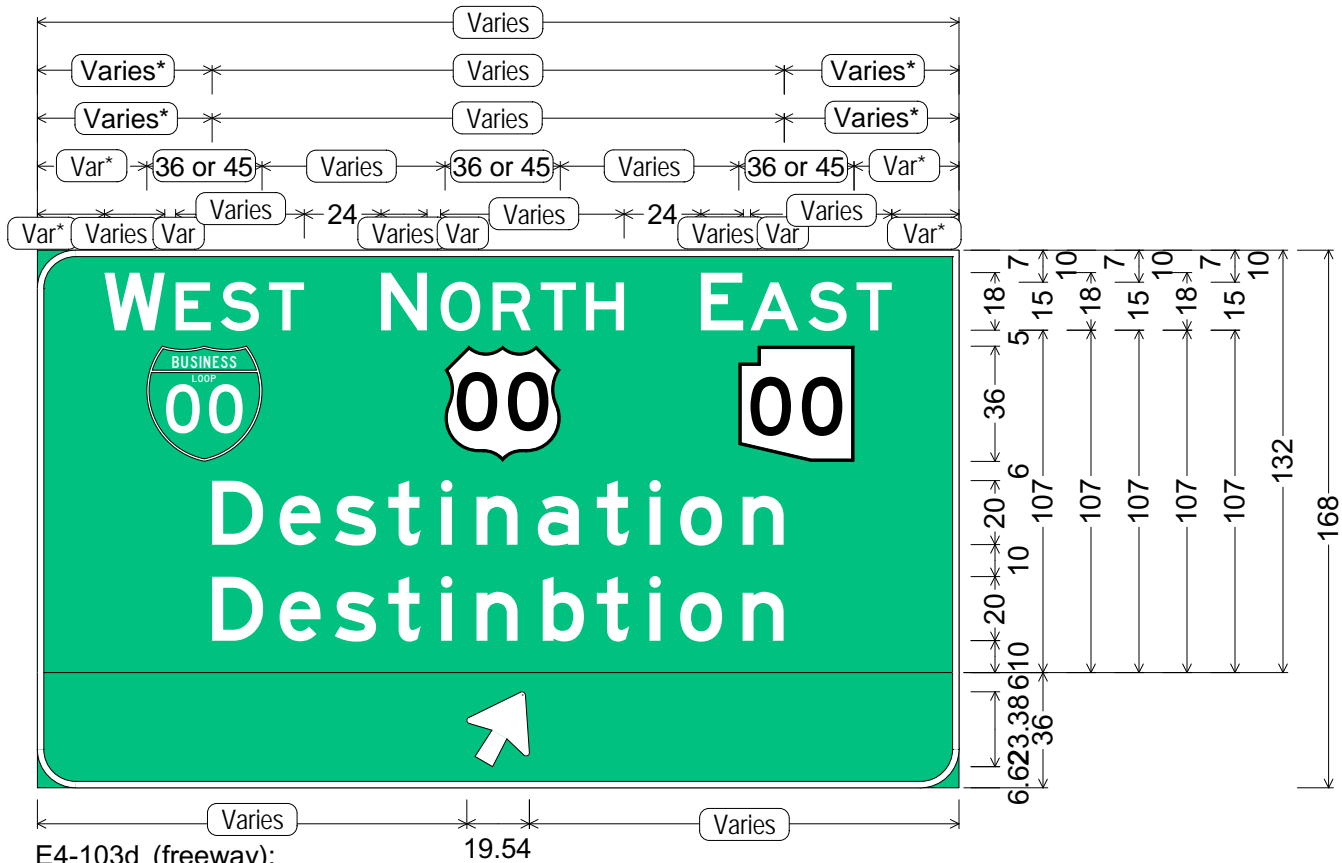 Varies
Varies* Varies Varies*
Varies* Varies Varies*
Var* 36 or 45 Varies 36 or 45 Varies 36 or 45 Var*
Varies 24 Varies 24 Varies
Var* Varies Var Varies Var Varies Var Var*
7 10 7 10 7 10
18 15 18 15 18 15
WEST NORTH EAST
5
BUSINESS
LOOP
00 00 00
36
132
6
Destination
20 107 107 107 107 107
168
10
Destinbtion
20
10
6
23.38 36
6.62
Varies 19.54 Varies
E4-103d (freeway):